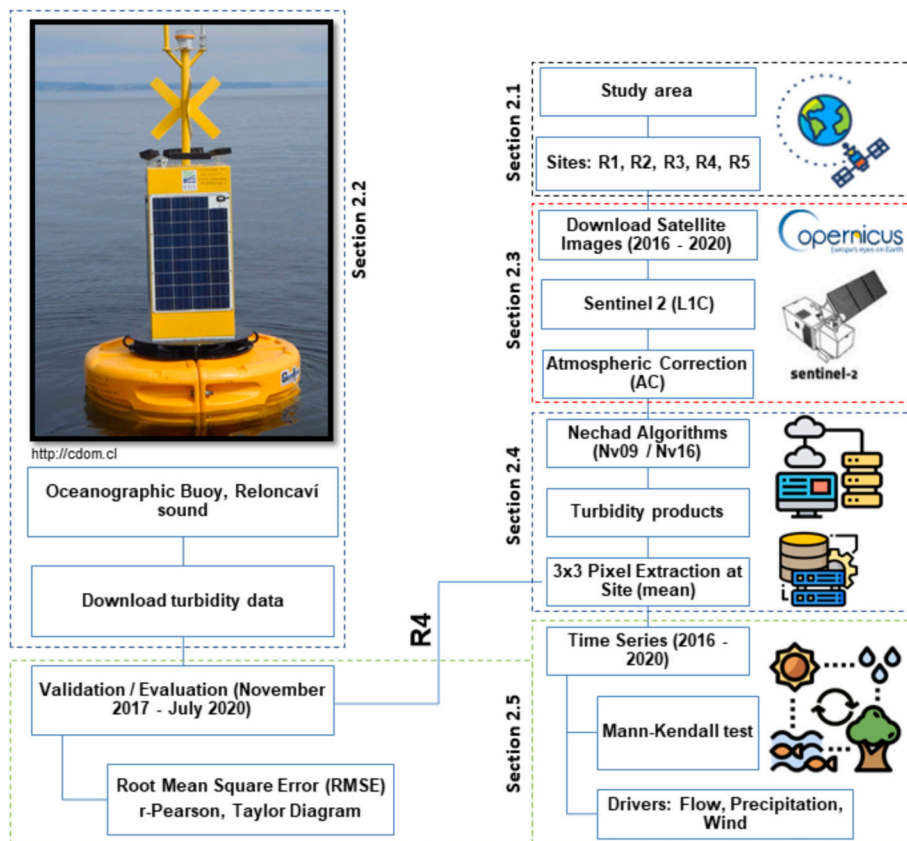 http://cdom.cl
Oceanographic Buoy, Reloncaví
sound
Download turbidity data
Section 2.2
Validation / Evaluation (November
2017 - July 2020)
Root Mean Square Error (RMSE)
r-Pearson, Taylor Diagram
R4
Section 2.1
Study area
Sites: R1, R2, R3, R4, R5
Section 2.3
Download Satellite
Images (2016 - 2020)
opernicus
Europe's eyes on Earth
Sentinel 2 (L1C)
Atmospheric Correction
(AC)
sentinel-2
Section 2.4
Nechad Algorithms
(Nv09 / Nv16)
Turbidity products
3x3 Pixel Extraction at
Site (mean)
Section 2.5
Time Series (2016 -
2020)
Mann-Kendall test
Drivers: Flow, Precipitation,
Wind